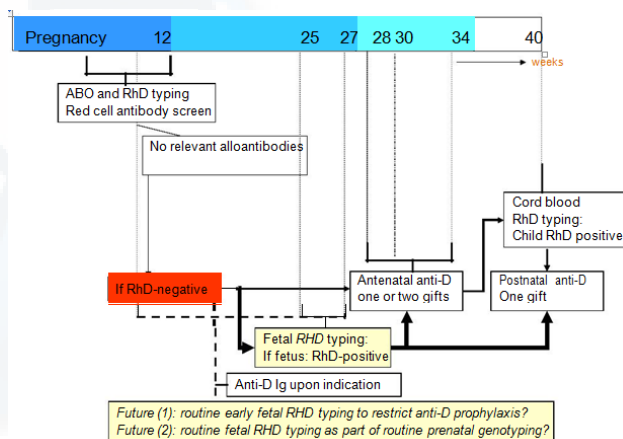 Pregnancy 12 25 27 28 30 34 40
weeks
ABO and RhD typing
Red cell antibody screen
No relevant alloantibodies
Cord blood
RhD typing:
Child RhD positive
If RhD-negative
Antenatal anti-D
one or two gifts
Postnatal anti-D
One gift
Fetal RHD typing:
If fetus: RhD-positive
Anti-D Ig upon indication
Future (1): routine early fetal RHD typing to restrict anti-D prophylaxis?
Future (2): routine fetal RHD typing as part of routine prenatal genotyping?